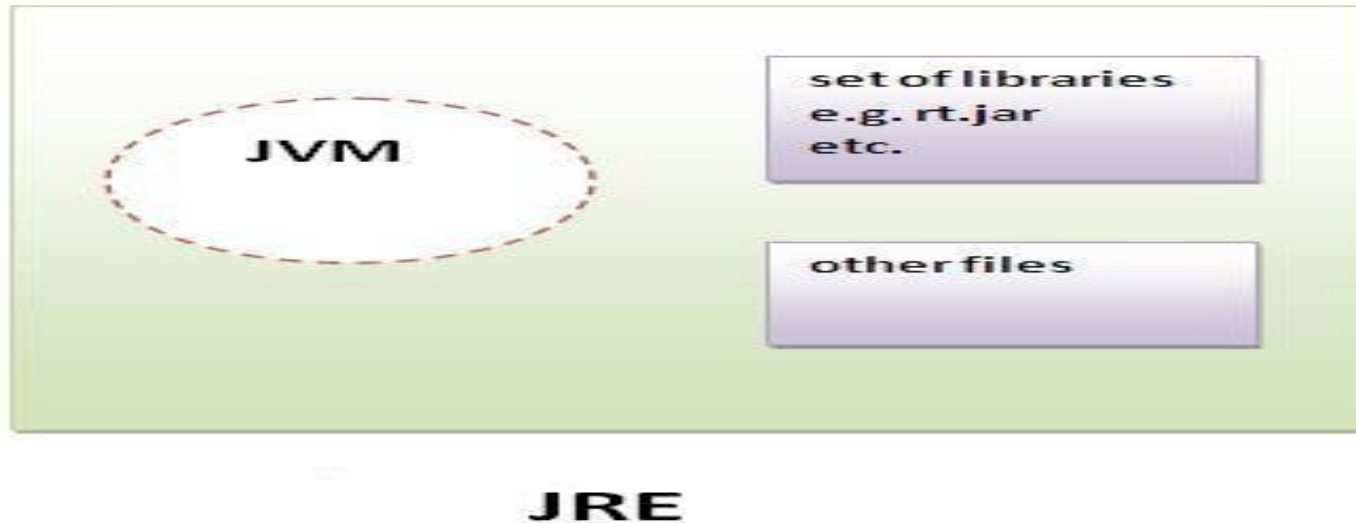 JVM
set of libraries
e.g. rt.jar
etc.
other files
JRE